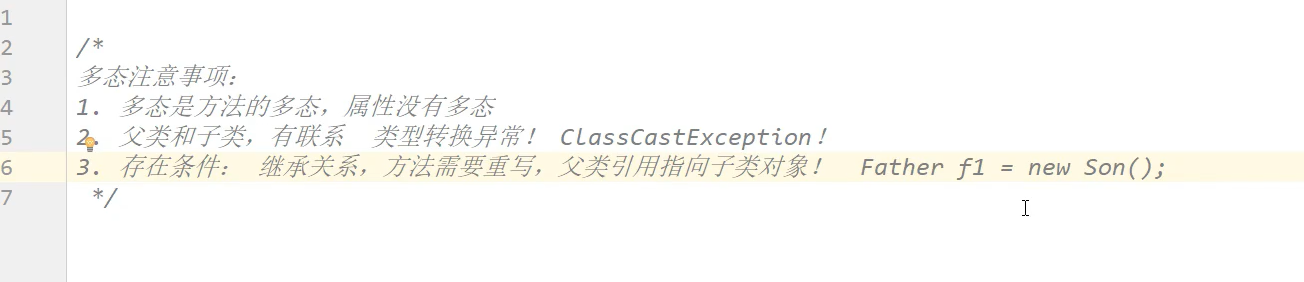 1
2 /*
3 多态注意事项：
4 1. 多态是方法的多态，属性没有多态
5 2. 父类和子类，有联系 类型转换异常！ ClassCastException！
6 3. 存在条件： 继承关系，方法需要重写，父类引用指向子类对象！ Father f1 = new Son();
7 */